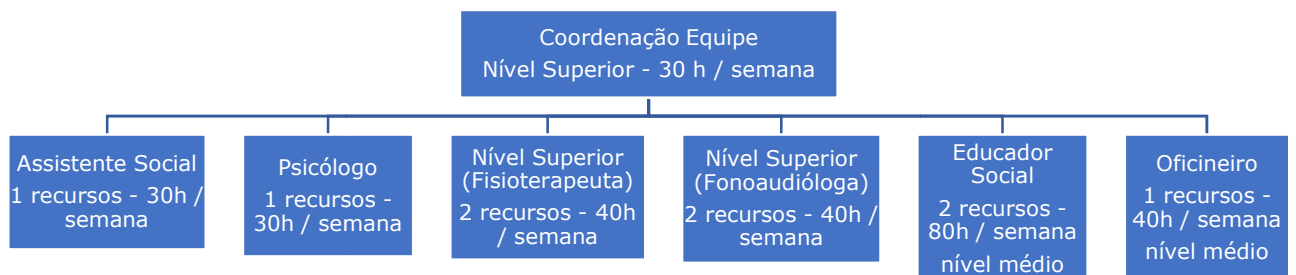 Coordenação Equipe
Nível Superior - 30 h / semana
Assistente Social
1 recursos - 30h /
semana
Psicólogo
1 recursos -
30h / semana
Nível Superior
(Fisioterapeuta)
2 recursos - 40h
/ semana
Nível Superior
(Fonoaudióloga)
2 recursos - 40h /
semana
Educador
Social
2 recursos -
80h / semana
nível médio
Oficineiro
1 recursos -
40h / semana
nível médio